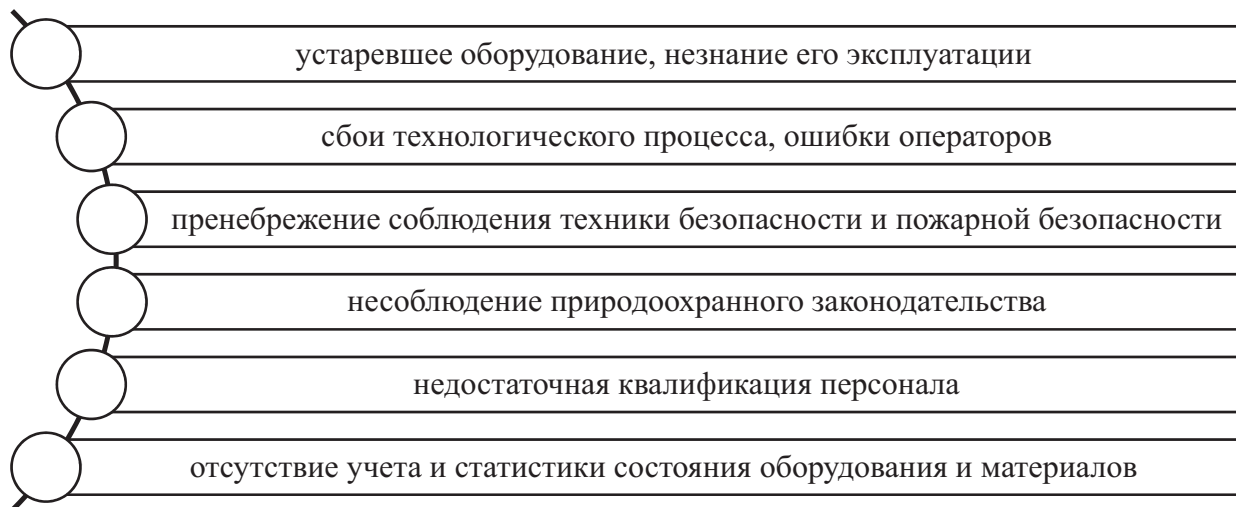 устаревшее оборудование, незнание его эксплуатации
сбои технологического процесса, ошибки операторов
пренебрежение соблюдения техники безопасности и пожарной безопасности
несоблюдение природоохранного законодательства
недостаточная квалификация персонала
отсутствие учета и статистики состояния оборудования и материалов